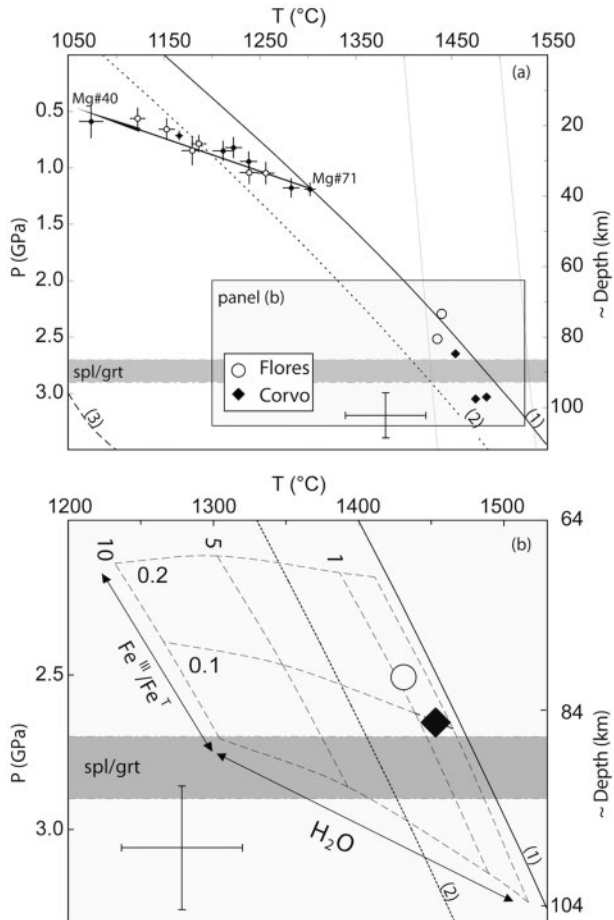 T (°C)
1050 1150 1250 1350 1450 1550
(a)
Mg#40
0.5
20
1.0
Mg#71
40
1.5
P (GPa)
~ Depth (km)
60
2.0
panel (b)
2.5
80
Flores
spl/grt
Corvo
3.0
100
(3)
(2)
(1)
T (°C)
1200 1300 1400 1500
64
(b)
10
5
1
0.2
0.1
Fe^III/Fe^T
2.5
84
P (GPa)
~ Depth (km)
spl/grt
H₂O
3.0
(1)
(2)
104